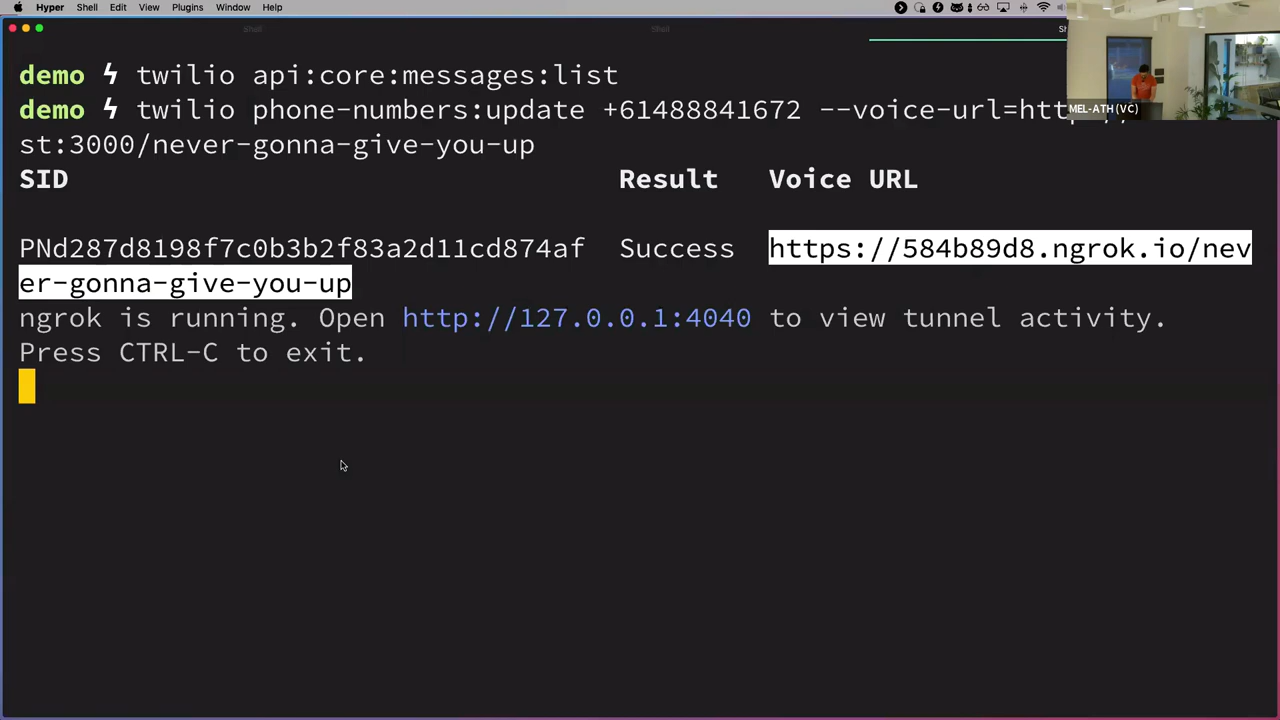 Hyper Shell Edit View Plugins Window Help
Shell Shell
MEL-ATH (VC)
demo twilio api:core:messages:list
demo twilio phone-numbers:update +61488841672 --voice-url=http
st:3000/never-gonna-give-you-up
SID Result Voice URL
PNd287d8198f7c0b3b2f83a2d11cd874af Success https://584b89d8.ngrok.io/nev
er-gonna-give-you-up
ngrok is running. Open http://127.0.0.1:4040 to view tunnel activity.
Press CTRL-C to exit.